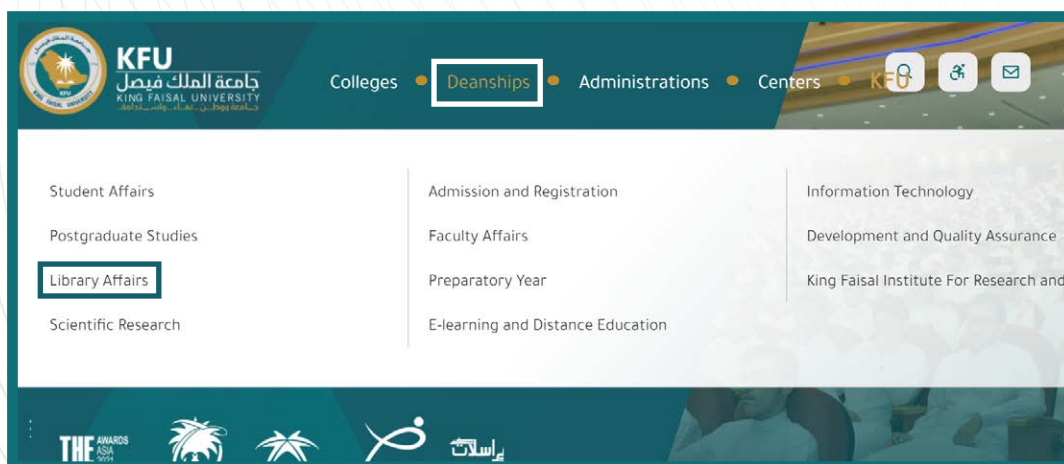 KFU
جامعة الملك فيصل
KING FAISAL UNIVERSITY
Colleges
Deanships
Administrations
Centers
KFU
Student Affairs
Postgraduate Studies
Library Affairs
Scientific Research
Admission and Registration
Faculty Affairs
Preparatory Year
E-learning and Distance Education
Information Technology
Development and Quality Assurance
King Faisal Institute For Research and
THE AWARDS
ASIA
2021